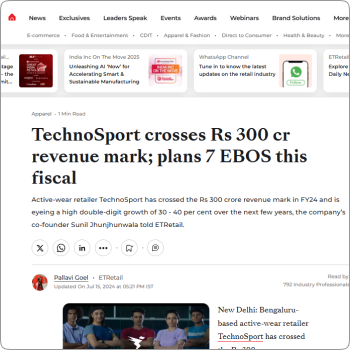 News Exclusives Leaders Speak Events Awards Webinars Brand Solutions More
E-commerce • Food & Entertainment • CDIT • Apparel & Fashion • Direct to Consumer • Health & Beauty • More
India Inc On The Move 2025
Unleashing AI 'Now' for
Accelerating Smart &
Sustainable Manufacturing
WhatsApp Channel
Tune in to know the latest
updates on the retail industry
ETRetail
Explore
Daily Ne
Apparel • 1 Min Read
TechnoSport crosses Rs 300 cr
revenue mark; plans 7 EBOS this
fiscal
Active-wear retailer TechnoSport has crossed the Rs 300 crore revenue mark in FY24 and is
eyeing a high double-digit growth of 30 - 40 per cent over the next few years, the company's
co-founder Sunil Jhunjhunwala told ETRetail.
Pallavi Goel • ETRetail
Updated On Jul 15, 2024 at 05:21 PM IST
Read by:
792 Industry Professionals
New Delhi: Bengaluru-
based active-wear retailer
TechnoSport has crossed
the Rs 300